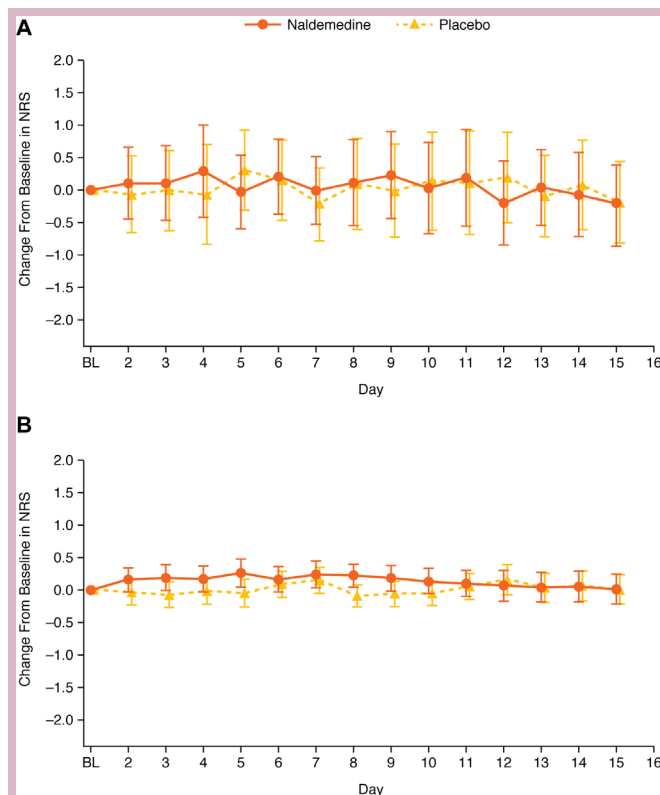 A
Naldemedine
Placebo
Change From Baseline in NRS
2.0
1.5
1.0
0.5
0.0
−0.5
−1.0
−1.5
−2.0
BL 2 3 4 5 6 7 8 9 10 11 12 13 14 15 16
Day
B
Change From Baseline in NRS
2.0
1.5
1.0
0.5
0.0
−0.5
−1.0
−1.5
−2.0
BL 2 3 4 5 6 7 8 9 10 11 12 13 14 15 16
Day